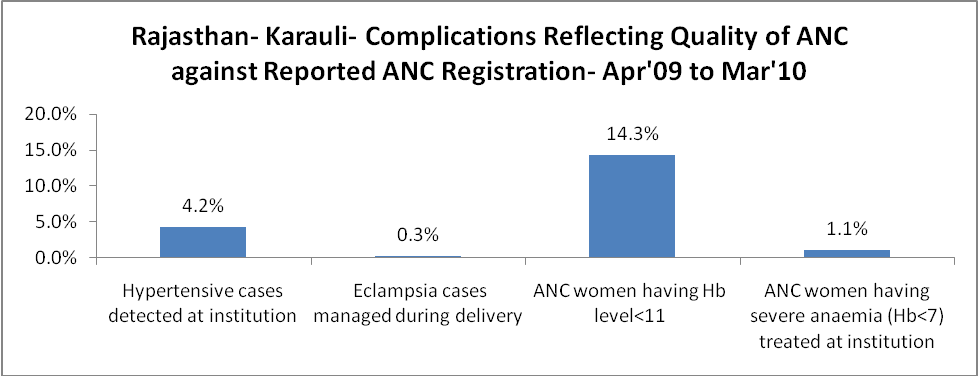 Rajasthan- Karauli- Complications Reflecting Quality of ANC
against Reported ANC Registration- Apr'09 to Mar'10
20.0%
15.0%
10.0%
5.0%
0.0%
4.2%
0.3%
14.3%
1.1%
Hypertensive cases
detected at institution
Eclampsia cases
managed during delivery
ANC women having Hb
level<11
ANC women having
severe anaemia (Hb<7)
treated at institution